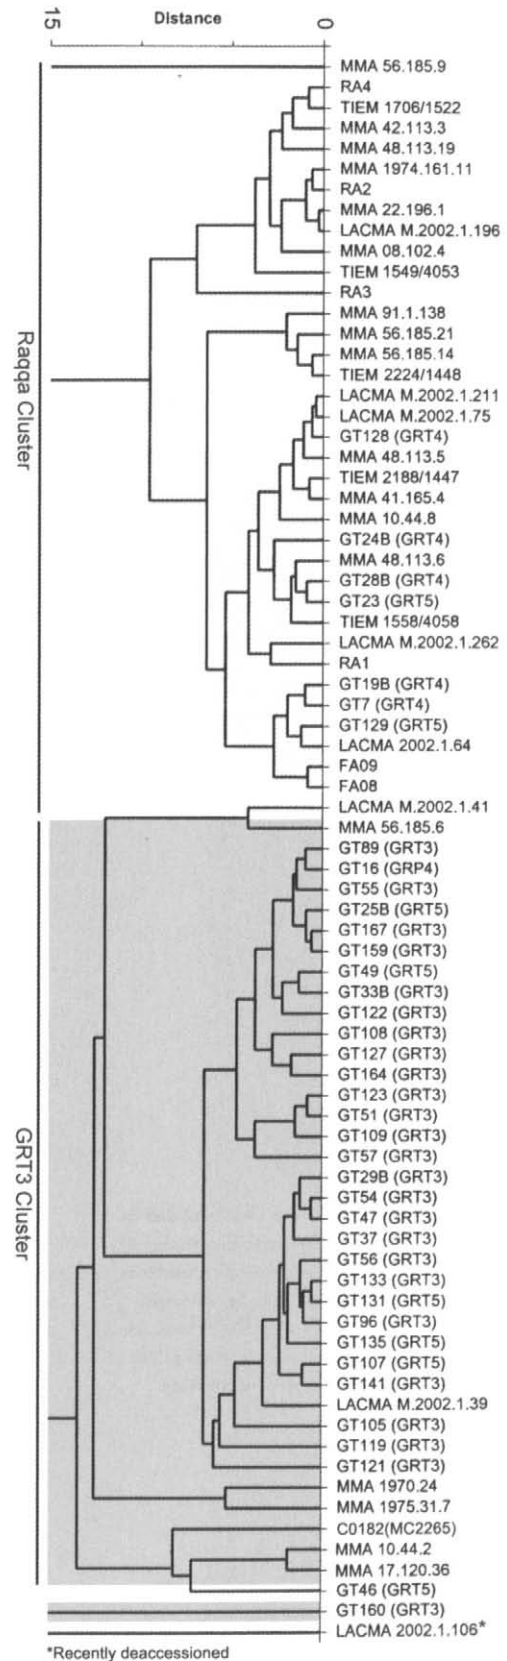 Distance
15
0
MMA 56.185.9
RA4
TIEM 1706/1522
MMA 42.113.3
MMA 48.113.19
MMA 1974.161.11
RA2
MMA 22.196.1
LACMA M.2002.1.196
MMA 08.102.4
TIEM 1549/4053
RA3
MMA 91.1.138
MMA 56.185.21
MMA 56.185.14
TIEM 2224/1448
LACMA M.2002.1.211
LACMA M.2002.1.75
GT128 (GRT4)
MMA 48.113.5
TIEM 2188/1447
MMA 41.165.4
MMA 10.44.8
GT24B (GRT4)
MMA 48.113.6
GT28B (GRT4)
GT23 (GRT5)
TIEM 1558/4058
LACMA M.2002.1.262
RA1
GT19B (GRT4)
GT7 (GRT4)
GT129 (GRT5)
LACMA 2002.1.64
FA09
FA08
Raqqa Cluster
LACMA M.2002.1.41
MMA 56.185.6
GT89 (GRT3)
GT16 (GRP4)
GT55 (GRT3)
GT25B (GRT5)
GT167 (GRT3)
GT159 (GRT3)
GT49 (GRT5)
GT33B (GRT3)
GT122 (GRT3)
GT108 (GRT3)
GT127 (GRT3)
GT164 (GRT3)
GT123 (GRT3)
GT51 (GRT3)
GT109 (GRT3)
GT57 (GRT3)
GT29B (GRT3)
GT54 (GRT3)
GT47 (GRT3)
GT37 (GRT3)
GT56 (GRT3)
GT133 (GRT3)
GT131 (GRT5)
GT96 (GRT3)
GT135 (GRT5)
GT107 (GRT5)
GT141 (GRT3)
LACMA M.2002.1.39
GT105 (GRT3)
GT119 (GRT3)
GT121 (GRT3)
MMA 1970.24
MMA 1975.31.7
C0182(MC2265)
MMA 10.44.2
MMA 17.120.36
GT46 (GRT5)
GRT3 Cluster
GT160 (GRT3)
LACMA 2002.1.106*
*Recently deaccessioned